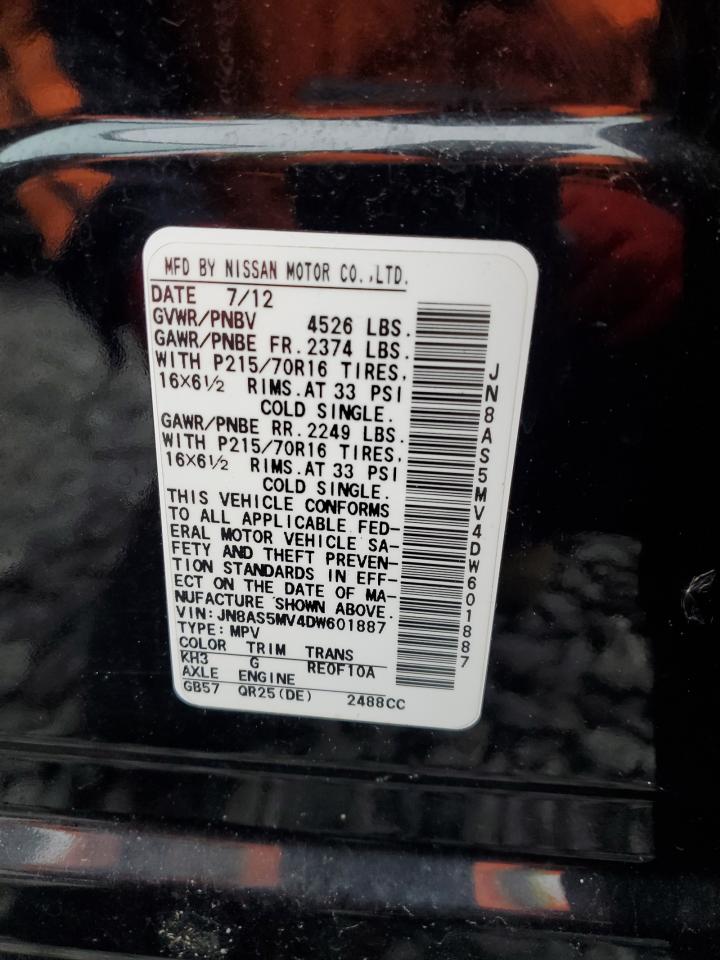 MFD BY NISSAN MOTOR CO.,LTD.
DATE 7/12
GVWR/PNBV 4526 LBS.
GAWR/PNBE FR. 2374 LBS.
WITH P215/70R16 TIRES,
16×6½ RIMS. AT 33 PSI
COLD SINGLE.
GAWR/PNBE RR. 2249 LBS.
WITH P215/70R16 TIRES,
16×6½ RIMS. AT 33 PSI
COLD SINGLE.
THIS VEHICLE CONFORMS
TO ALL APPLICABLE FED-
ERAL MOTOR VEHICLE SA-
FETY AND THEFT PREVEN-
TION STANDARDS IN EFF-
ECT ON THE DATE OF MA-
NUFACTURE SHOWN ABOVE.
VIN: JN8AS5MV4DW601887
TYPE: MPV
COLOR TRIM TRANS
KH3 G RE0F10A
AXLE ENGINE
GB57 QR25(DE) 2488CC
JN8AS5MV4DW601887